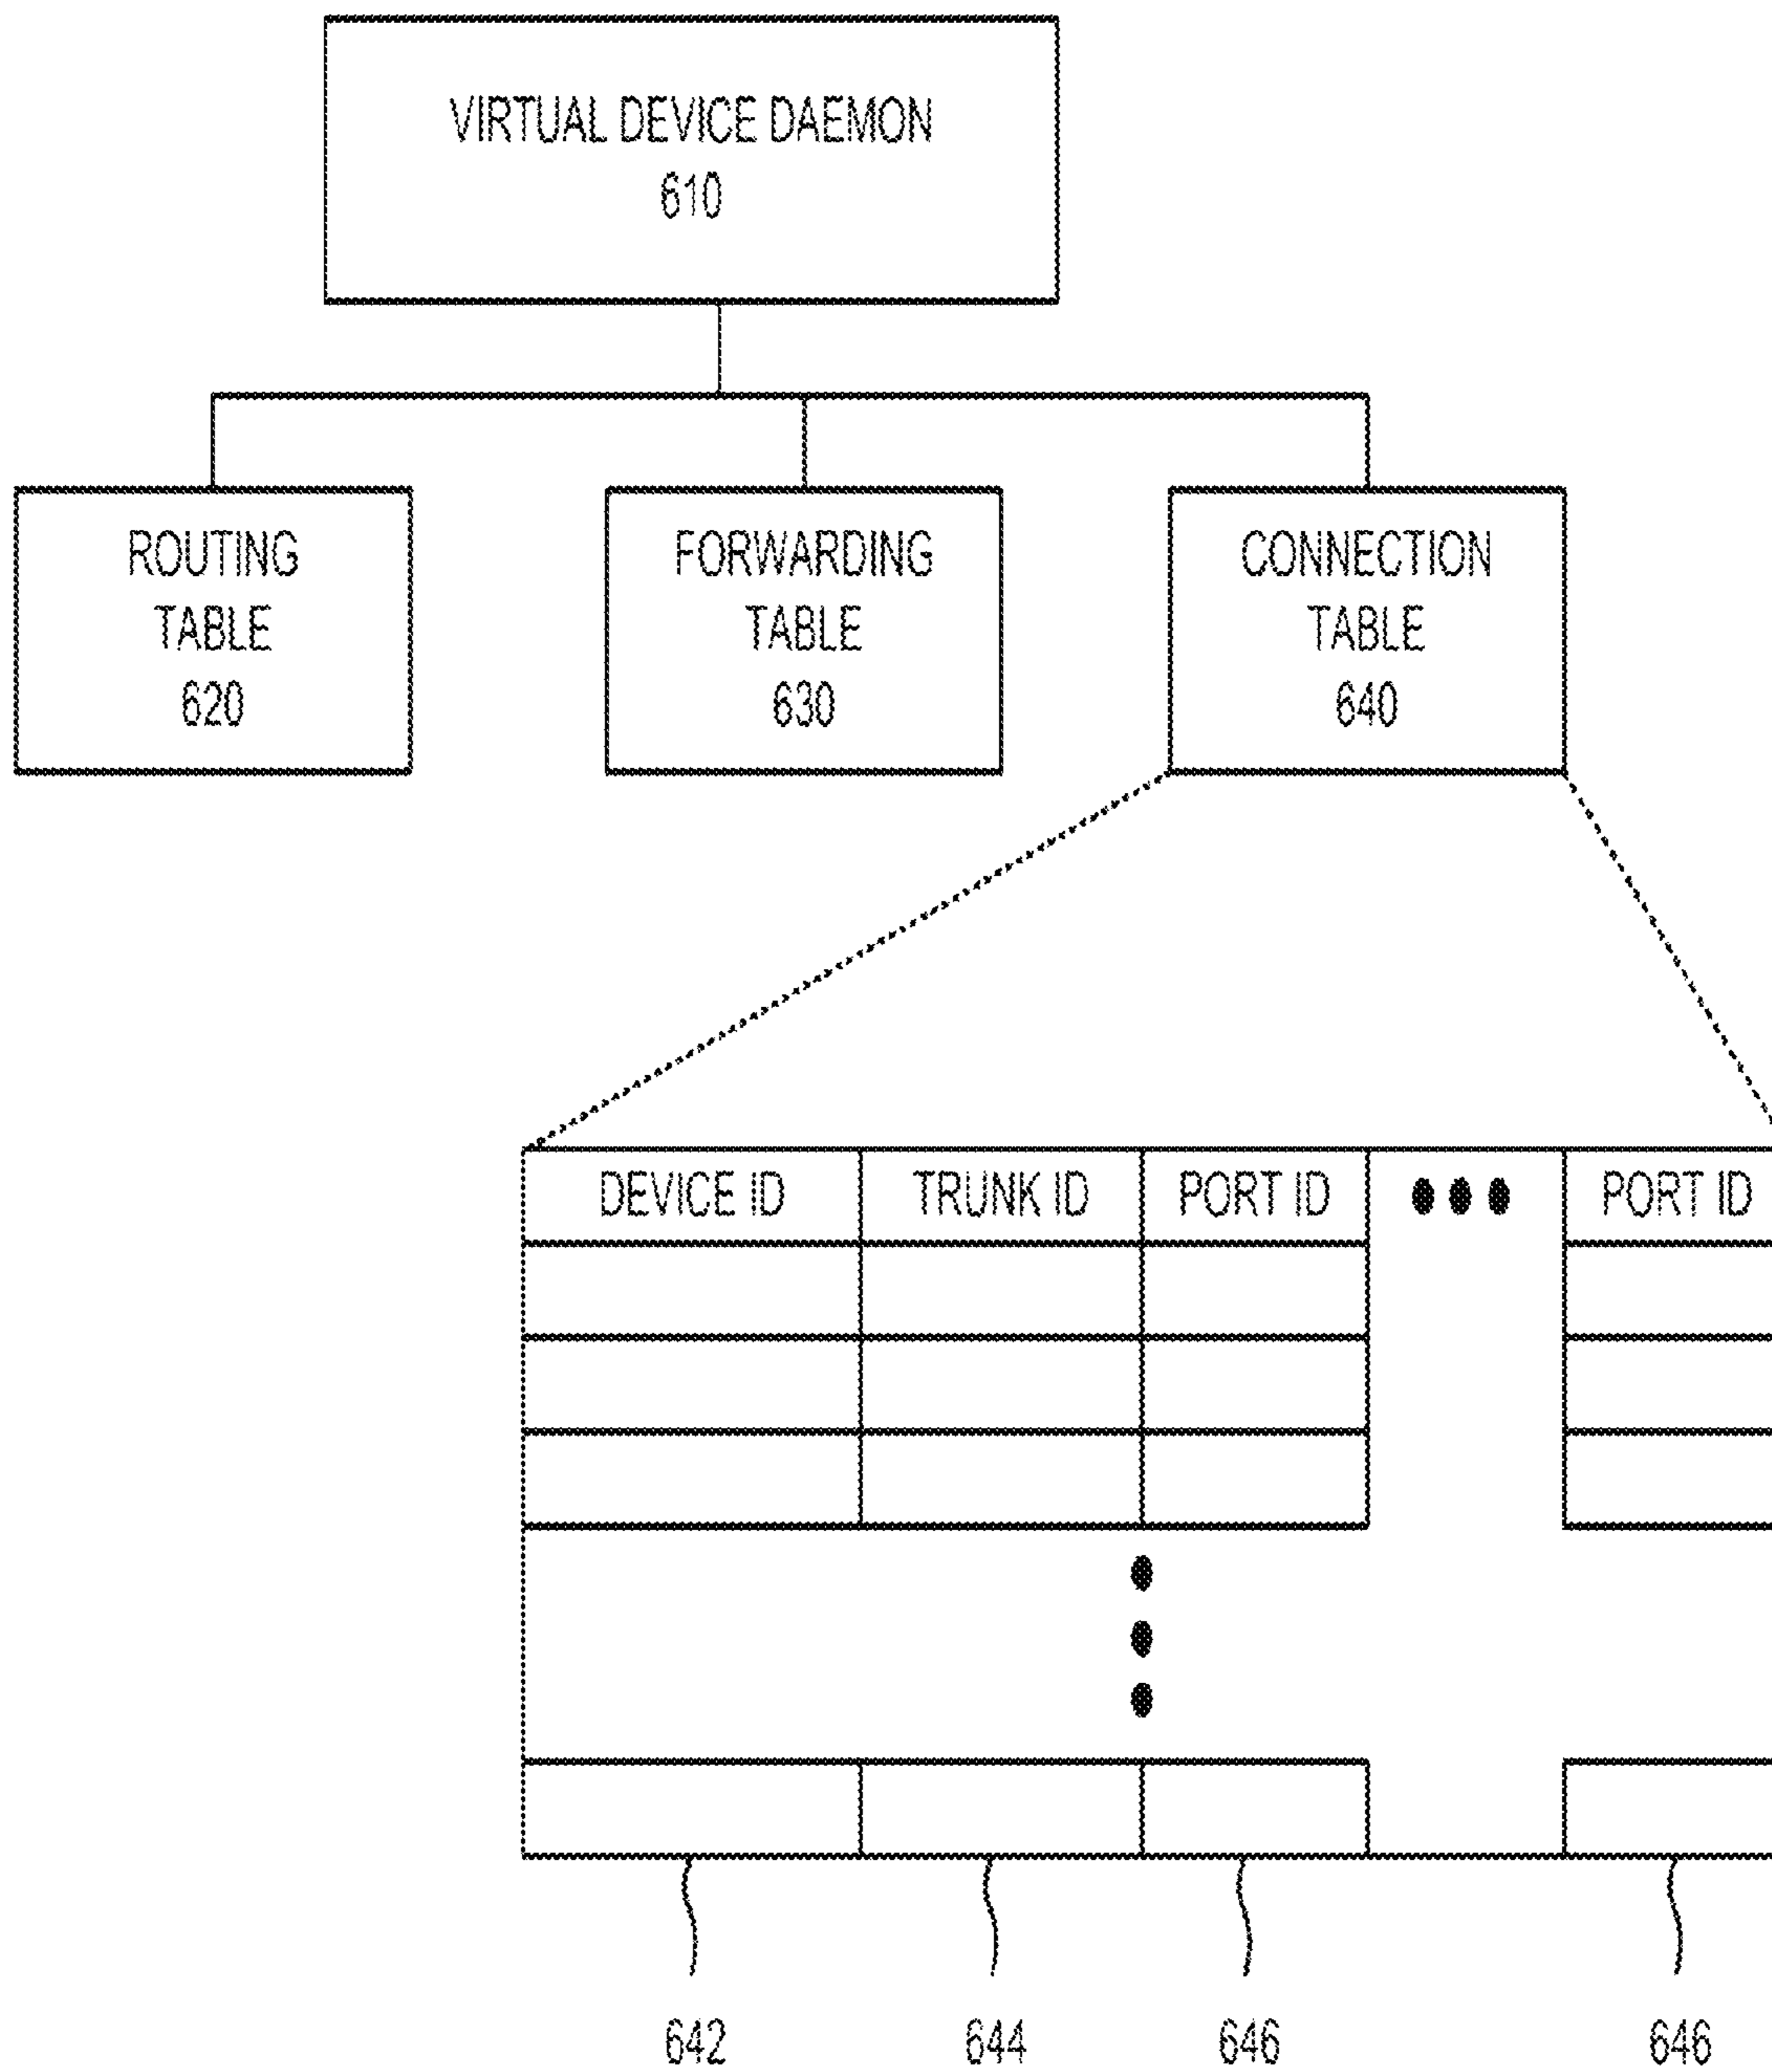 VIRTUAL DEVICE DAEMON
610
ROUTING
TABLE
620
FORWARDING
TABLE
630
CONNECTION
TABLE
640
DEVICE ID TRUNK ID PORT ID ●●● PORT ID
642 644 646 646